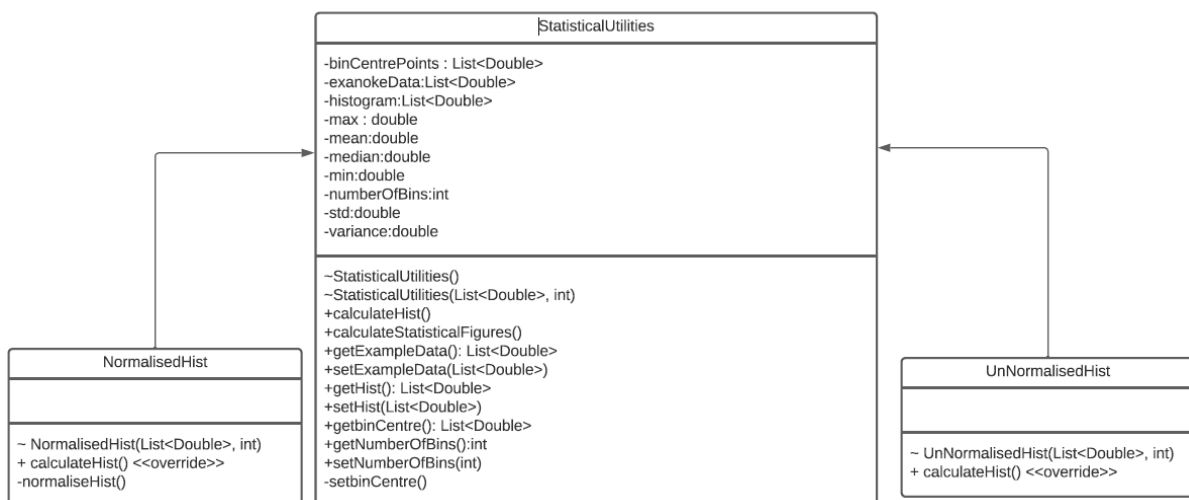 StatisticalUtilities
-binCentrePoints : List<Double>
-exanokeData:List<Double>
-histogram:List<Double>
-max : double
-mean:double
-median:double
-min:double
-numberOfBins:int
-std:double
-variance:double
~StatisticalUtilities()
~StatisticalUtilities(List<Double>, int)
+calculateHist()
+calculateStatisticalFigures()
+getExampleData(): List<Double>
+setExampleData(List<Double>)
+getHist(): List<Double>
+setHist(List<Double>)
+getbinCentre(): List<Double>
+getNumberOfBins():int
+setNumberOfBins(int)
-setbinCentre()
NormalisedHist
~ NormalisedHist(List<Double>, int)
+ calculateHist() <<override>>
-normaliseHist()
UnNormalisedHist
~ UnNormalisedHist(List<Double>, int)
+ calculateHist() <<override>>